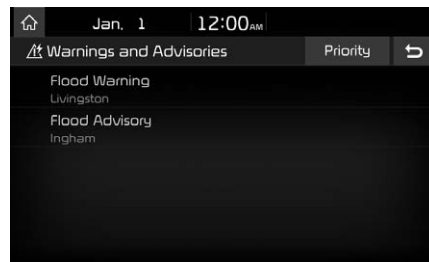 Jan. 1 12:00AM
Warnings and Advisories Priority
Flood Warning
Livingston
Flood Advisory
Ingham